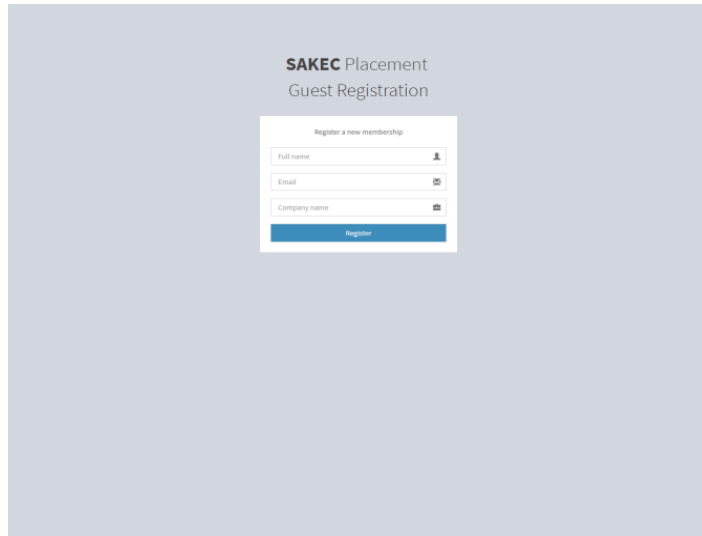 SAKEC Placement
Guest Registration
Register a new membership
Full name
Email
Company name
Register